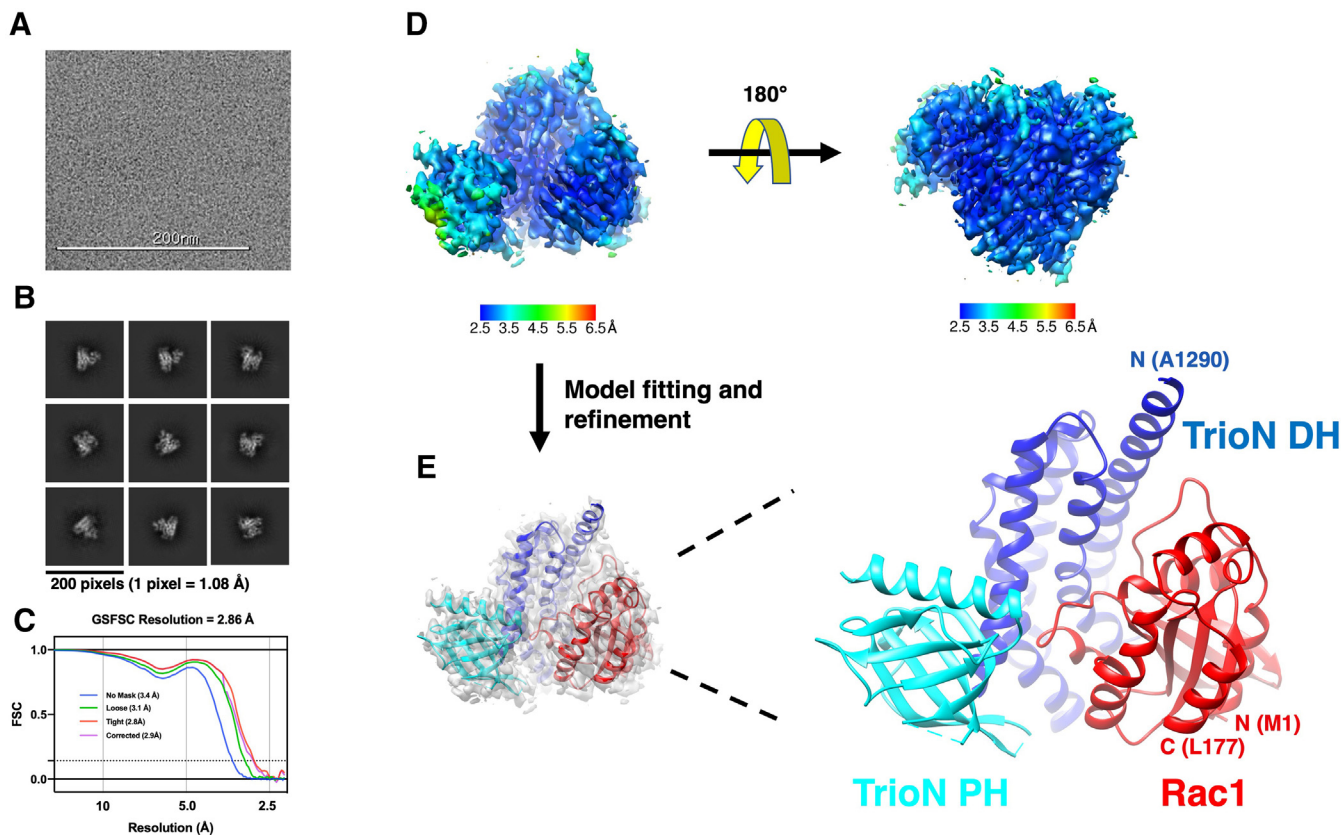 A
200nm
B
200 pixels (1 pixel = 1.08 Å)
C
GSFSC Resolution = 2.86 Å
1.0
0.5
0.0
FSC
No Mask (3.4 Å)
Loose (3.1 Å)
Tight (2.8Å)
Corrected (2.9Å)
10
5.0
2.5
Resolution (Å)
D
180°
2.5 3.5 4.5 5.5 6.5 Å
2.5 3.5 4.5 5.5 6.5 Å
Model fitting and
refinement
E
N (A1290)
TrioN DH
N (M1)
C (L177)
TrioN PH
Rac1